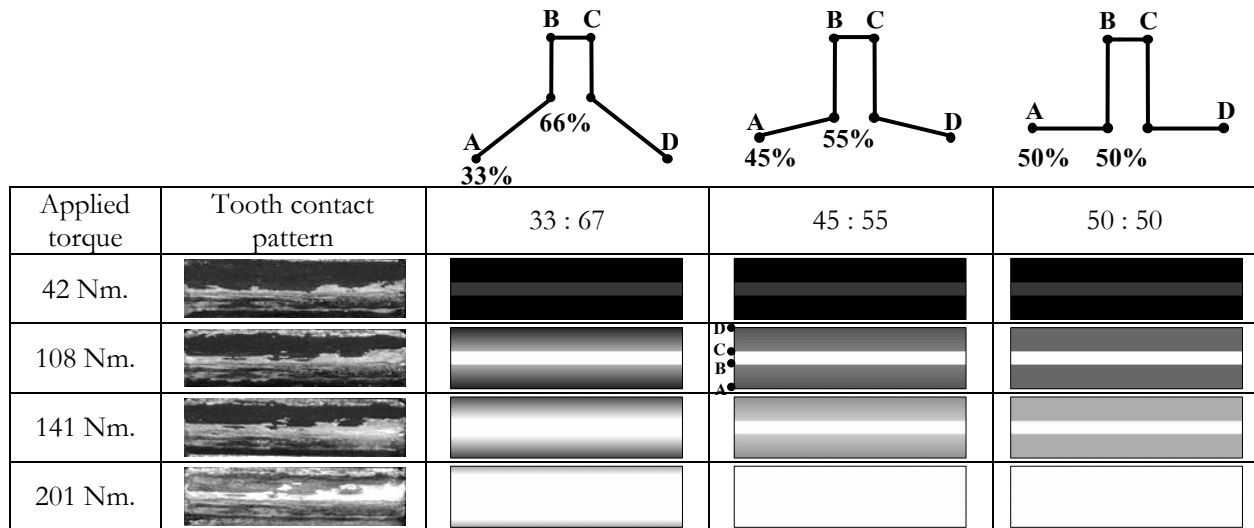 B C
A 66% D
33%
B C
A 55% D
45%
B C
A D
50% 50%
Applied torque
Tooth contact pattern
33 : 67
45 : 55
50 : 50
42 Nm.
108 Nm.
D
C
B
A
141 Nm.
201 Nm.